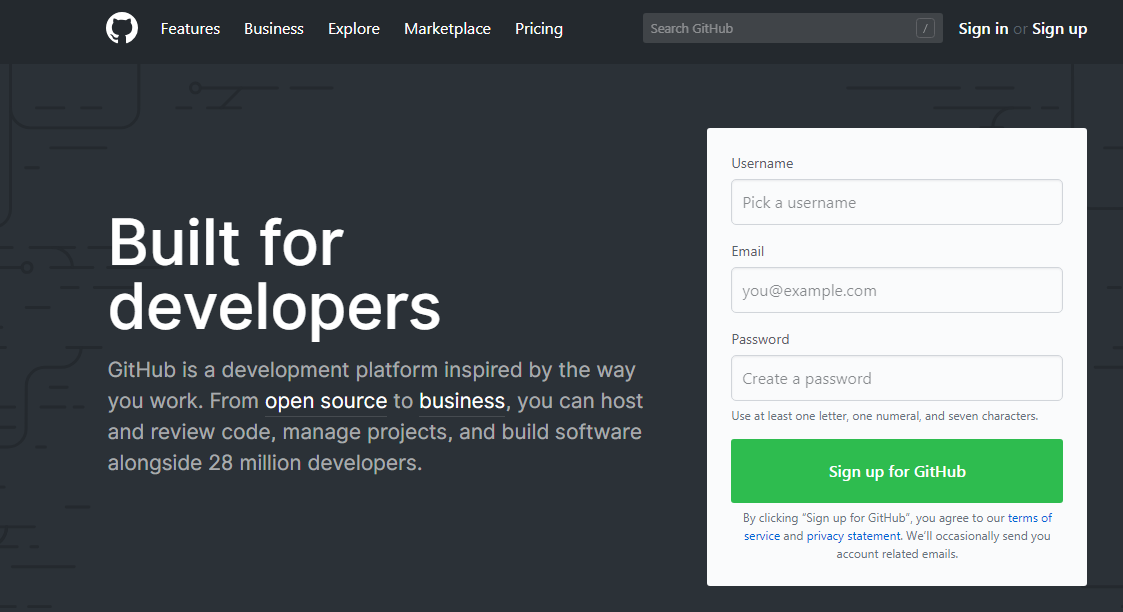 Features Business Explore Marketplace Pricing Search GitHub / Sign in or Sign up
Built for
developers
GitHub is a development platform inspired by the way
you work. From open source to business, you can host
and review code, manage projects, and build software
alongside 28 million developers.
Username
Pick a username
Email
you@example.com
Password
Create a password
Use at least one letter, one numeral, and seven characters.
Sign up for GitHub
By clicking “Sign up for GitHub”, you agree to our terms of
service and privacy statement. We’ll occasionally send you
account related emails.